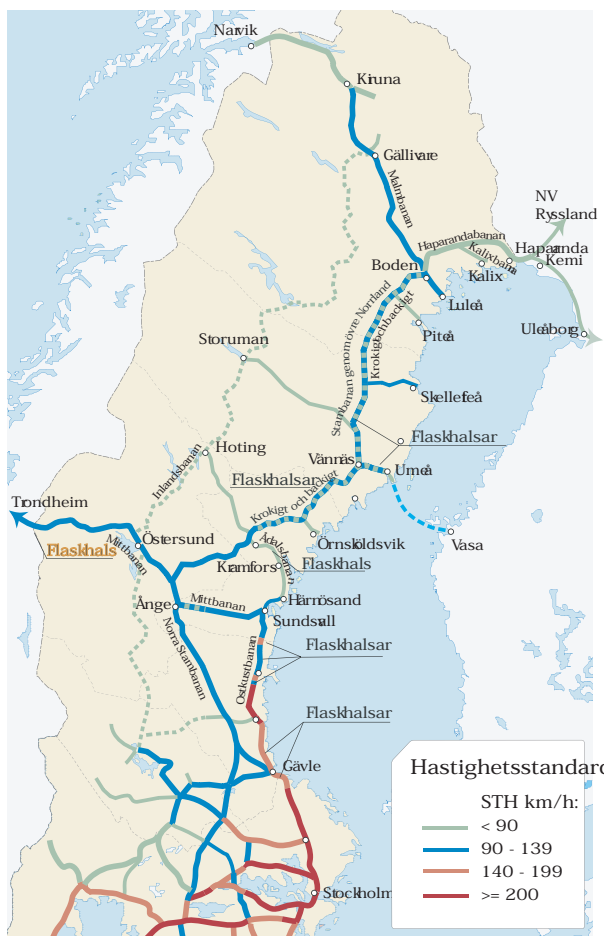 Narvik
Kiruna
Gällivare
Malmbanan
NV
Ryssland
Haparandabanan
Haparanda
Kalixbanan
Kemi
Boden
Kalix
Luleå
Stambanan genom övre Norrland
Krokigt och backigt
Piteå
Uleåborg
Storuman
Skellefteå
Flaskhalsar
Hoting
Vännäs
Umeå
Flaskhalsar
Inlandsbanan
Krokigt och backigt
Trondheim
Mittbanan
Östersund
Flaskhals
Ådalsbanan
Örnsköldsvik
Vasa
Kramfors
Flaskhals
Ånge
Mittbanan
Härnösand
Sundsvall
Norra Stambanan
Ostkustbanan
Flaskhalsar
Flaskhalsar
Gävle
Stockholm
Hastighetsstandard
STH km/h:
< 90
90 - 139
140 - 199
>= 200